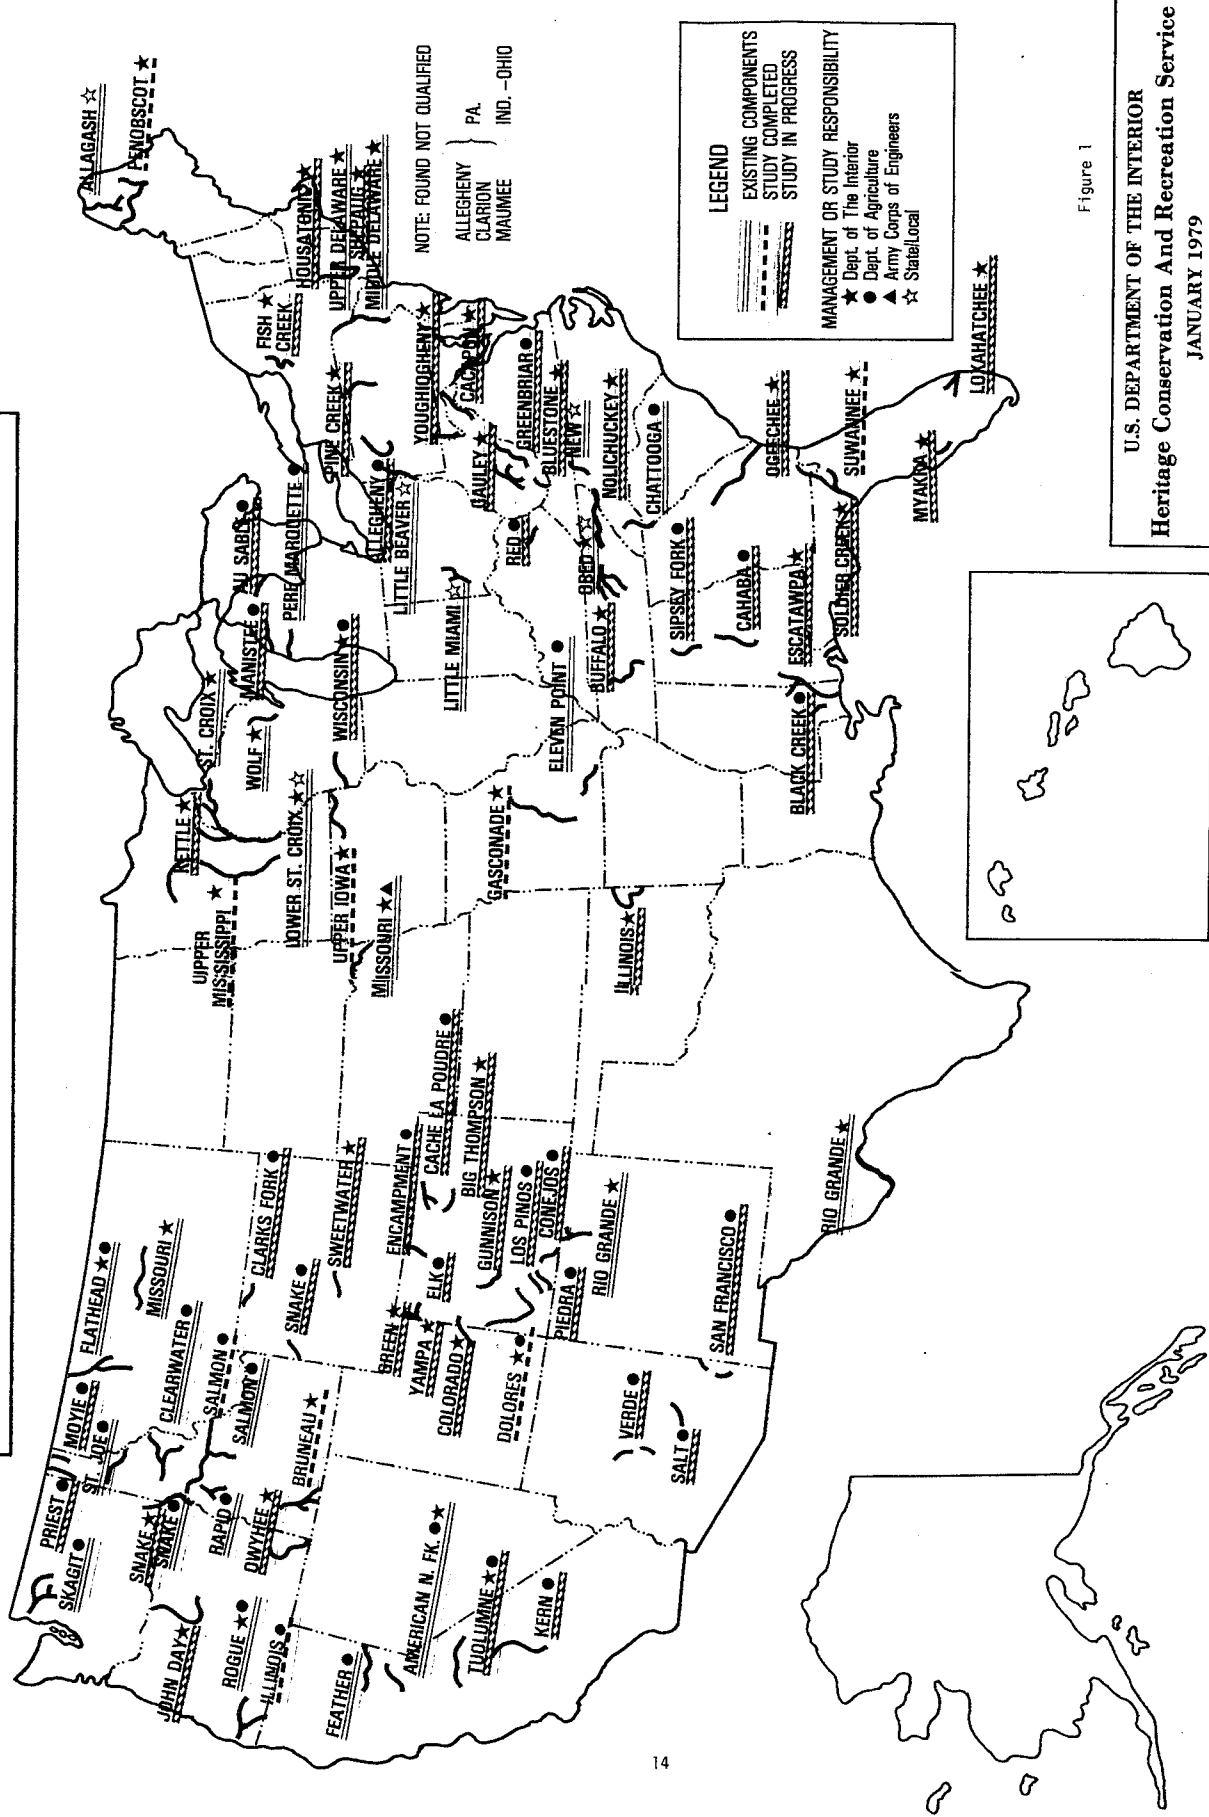 SKAGIT ●
PRIEST ●
MOYIE ●
ST. JOE ●
FLATHEAD ★●
MISSOURI ★
CLEARWATER ●
SALMON ●
SALMON ●
SNAKE ★
SNAKE ●
RAPID ●
OWYHEE ★
BRUNEAU ★
JOHN DAY ★
ROGUE ★●
ILLINOIS ●
FEATHER ●
AMERICAN N. FK. ●★
TUOLUMNE ★●
KERN ●
CLARKS FORK ●
SNAKE ●
SWEETWATER ★
ENCAMPMENT ●
CACHE LA POUDRE ●
BIG THOMPSON ★
GREEN ★
YAMPA ★
ELK ●
COLORADO ★
GUNNISON ★
DOLORES ★●
LOS PINOS ●
CONEJOS ●
PIEDRA ●
RIO GRANDE ★
VERDE ●
SALT ●
SAN FRANCISCO ●
RIO GRANDE ★
KETTLE ★
UPPER
MISSISSIPPI ★
ST. CROIX ★
WOLF ★
LOWER ST. CROIX ★☆
UPPER IOWA ★
MISSOURI ★▲
WISCONSIN ●
MANISTEE ●
AU SABLE ●
PERE MARQUETTE ●
GASCONADE ★
ELEVEN POINT ●
ILLINOIS ★
BUFFALO ★
LITTLE MIAMI ☆
LITTLE BEAVER ☆
ALLEGHENY ●
PINE CREEK ★
FISH ★
CREEK
ALLAGASH ☆
PENOBSCOT ★
HOUSATONIC ★
UPPER DELAWARE ★
SHEPAUG ★
MIDDLE DELAWARE ★
YOUGHIOGHENY ★
CACAPON ★
GAULEY ★
GREENBRIAR ●
BLUESTONE ★
NEW ☆
RED ●
OBED ★☆
NOLICHUCKEY ★
CHATTOOGA ●
SIPSEY FORK ●
CAHABA ●
ESCATAWPA ★
BLACK CREEK ●
SOLDIER CREEK ★
OGEECHEE ★
SUWANNEE ★
MYAKKA ★
LOXAHATCHEE ★
NOTE: FOUND NOT QUALIFIED
ALLEGHENY } PA.
CLARION
MAUMEE IND. – OHIO
LEGEND
EXISTING COMPONENTS
STUDY COMPLETED
STUDY IN PROGRESS
MANAGEMENT OR STUDY RESPONSIBILITY
★ Dept. of The Interior
● Dept. of Agriculture
▲ Army Corps of Engineers
☆ State/Local
Figure 1
U.S. DEPARTMENT OF THE INTERIOR
Heritage Conservation And Recreation Service
JANUARY 1979
14